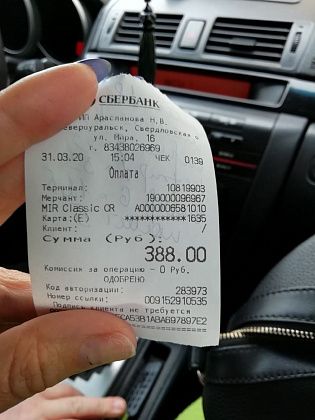 СБЕРБАНК
ИП Араспанова Н.В.
Североуральск, Свердловская о
ул. Мира, 16
т. 83438026969
31.03.20 15:04 ЧЕК 0139
Оплата
Терминал: 10819903
Мерчант: 190000096967
MIR Classic CR A0000006581010
Карта:(E) ************1635
Клиент: /
Сумма (Руб):
388.00
Комиссия за операцию - 0 Руб.
ОДОБРЕНО
Код авторизации: 283973
Номер ссылки: 009152910535
Подпись клиента не требуется
CA53B1ABA697897E2